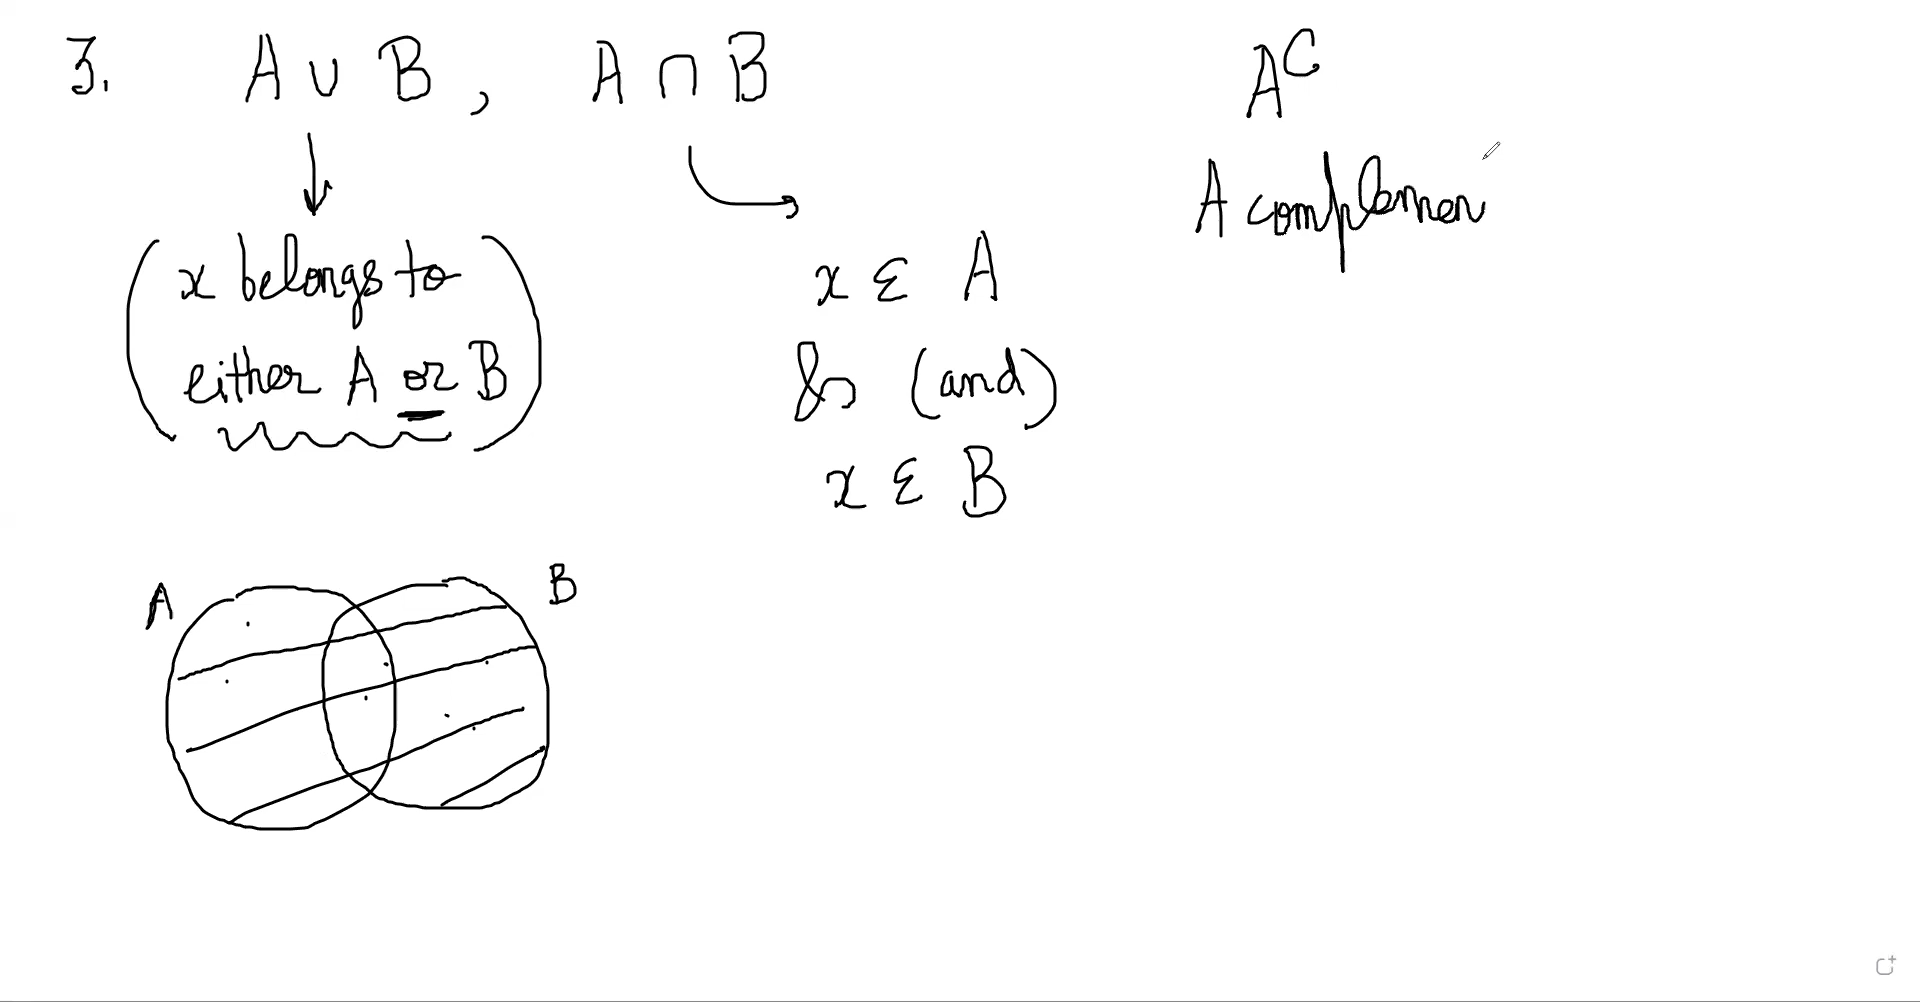 3. A ∪ B , A ∩ B
x belongs to
either A or B
x ∈ A
& (and)
x ∈ B
A^C
A complemen
A B